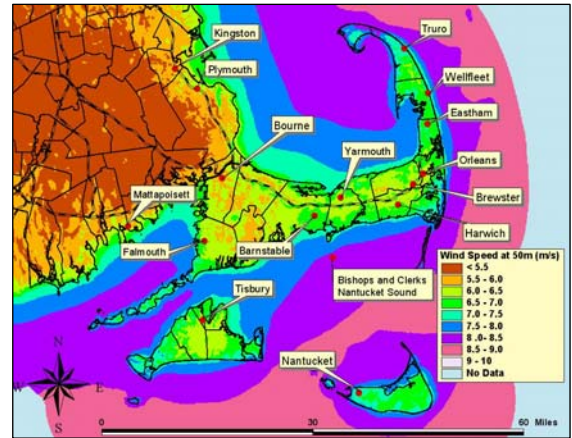 Kingston
Plymouth
Bourne
Mattapoisett
Falmouth
Barnstable
Yarmouth
Tisbury
Truro
Wellfleet
Eastham
Orleans
Brewster
Harwich
Bishops and Clerks
Nantucket Sound
Nantucket
Wind Speed at 50m (m/s)
< 5.5
5.5 - 6.0
6.0 - 6.5
6.5 - 7.0
7.0 - 7.5
7.5 - 8.0
8 .0 - 8.5
8.5 - 9.0
9 - 10
No Data
N
W
E
S
0
30
60 Miles